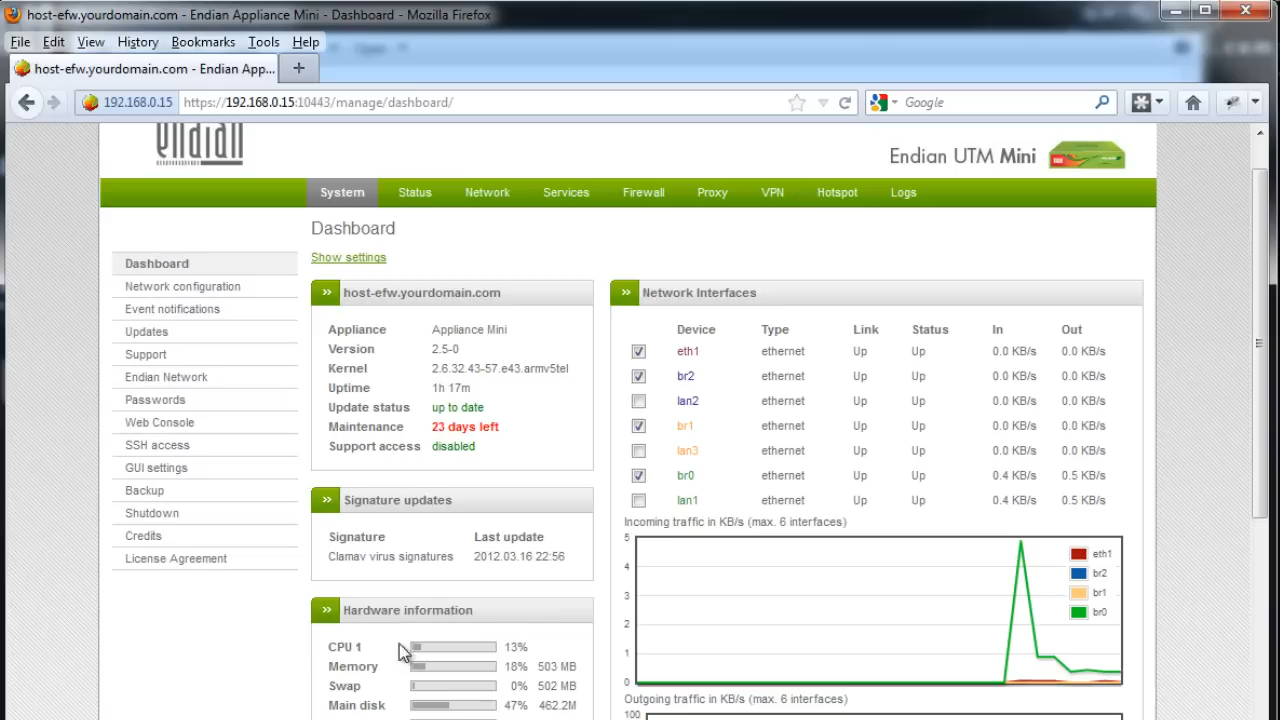 host-efw.yourdomain.com - Endian Appliance Mini - Dashboard - Mozilla Firefox
File Edit View History Bookmarks Tools Help
host-efw.yourdomain.com - Endian App... +
192.168.0.15 https://192.168.0.15:10443/manage/dashboard/ Google
endian
Endian UTM Mini
System Status Network Services Firewall Proxy VPN Hotspot Logs
Dashboard
Show settings
Dashboard
Network configuration
Event notifications
Updates
Support
Endian Network
Passwords
Web Console
SSH access
GUI settings
Backup
Shutdown
Credits
License Agreement
host-efw.yourdomain.com
Appliance Appliance Mini
Version 2.5-0
Kernel 2.6.32.43-57.e43.armv5tel
Uptime 1h 17m
Update status up to date
Maintenance 23 days left
Support access disabled
Signature updates
Signature Last update
Clamav virus signatures 2012.03.16 22:56
Hardware information
CPU 1 13%
Memory 18% 503 MB
Swap 0% 502 MB
Main disk 47% 462.2M
Network Interfaces
Device Type Link Status In Out
eth1 ethernet Up Up 0.0 KB/s 0.0 KB/s
br2 ethernet Up Up 0.0 KB/s 0.0 KB/s
lan2 ethernet Up Up 0.0 KB/s 0.0 KB/s
br1 ethernet Up Up 0.0 KB/s 0.0 KB/s
lan3 ethernet Up Up 0.0 KB/s 0.0 KB/s
br0 ethernet Up Up 0.4 KB/s 0.5 KB/s
lan1 ethernet Up Up 0.4 KB/s 0.5 KB/s
Incoming traffic in KB/s (max. 6 interfaces)
5
4
3
2
1
0
eth1
br2
br1
br0
Outgoing traffic in KB/s (max. 6 interfaces)
100